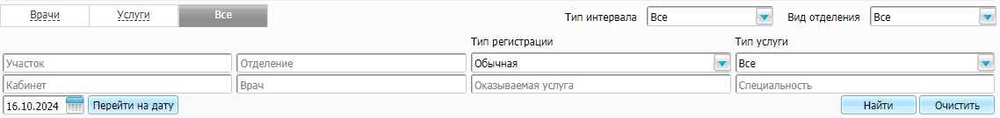 Врачи Услуги Все Тип интервала Все Вид отделения Все
Тип регистрации Тип услуги
Участок Отделение Обычная Все
Кабинет Врач Оказываемая услуга Специальность
16.10.2024 Перейти на дату Найти Очистить